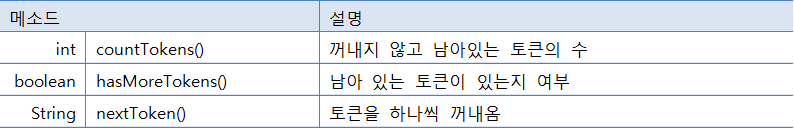 메소드 설명
int countTokens() 꺼내지 않고 남아있는 토큰의 수
boolean hasMoreTokens() 남아 있는 토큰이 있는지 여부
String nextToken() 토큰을 하나씩 꺼내옴